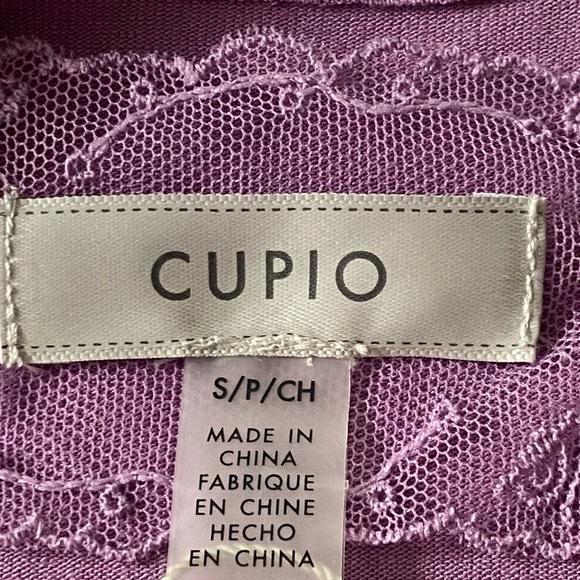 CUPIO
S/P/CH
MADE IN
CHINA
FABRIQUE
EN CHINE
HECHO
EN CHINA